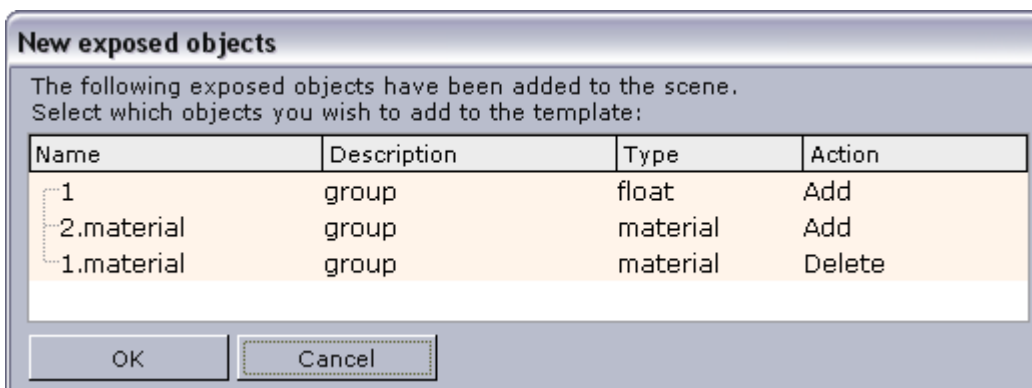 New exposed objects
The following exposed objects have been added to the scene.
Select which objects you wish to add to the template:
Name Description Type Action
1 group float Add
2.material group material Add
1.material group material Delete
OK Cancel